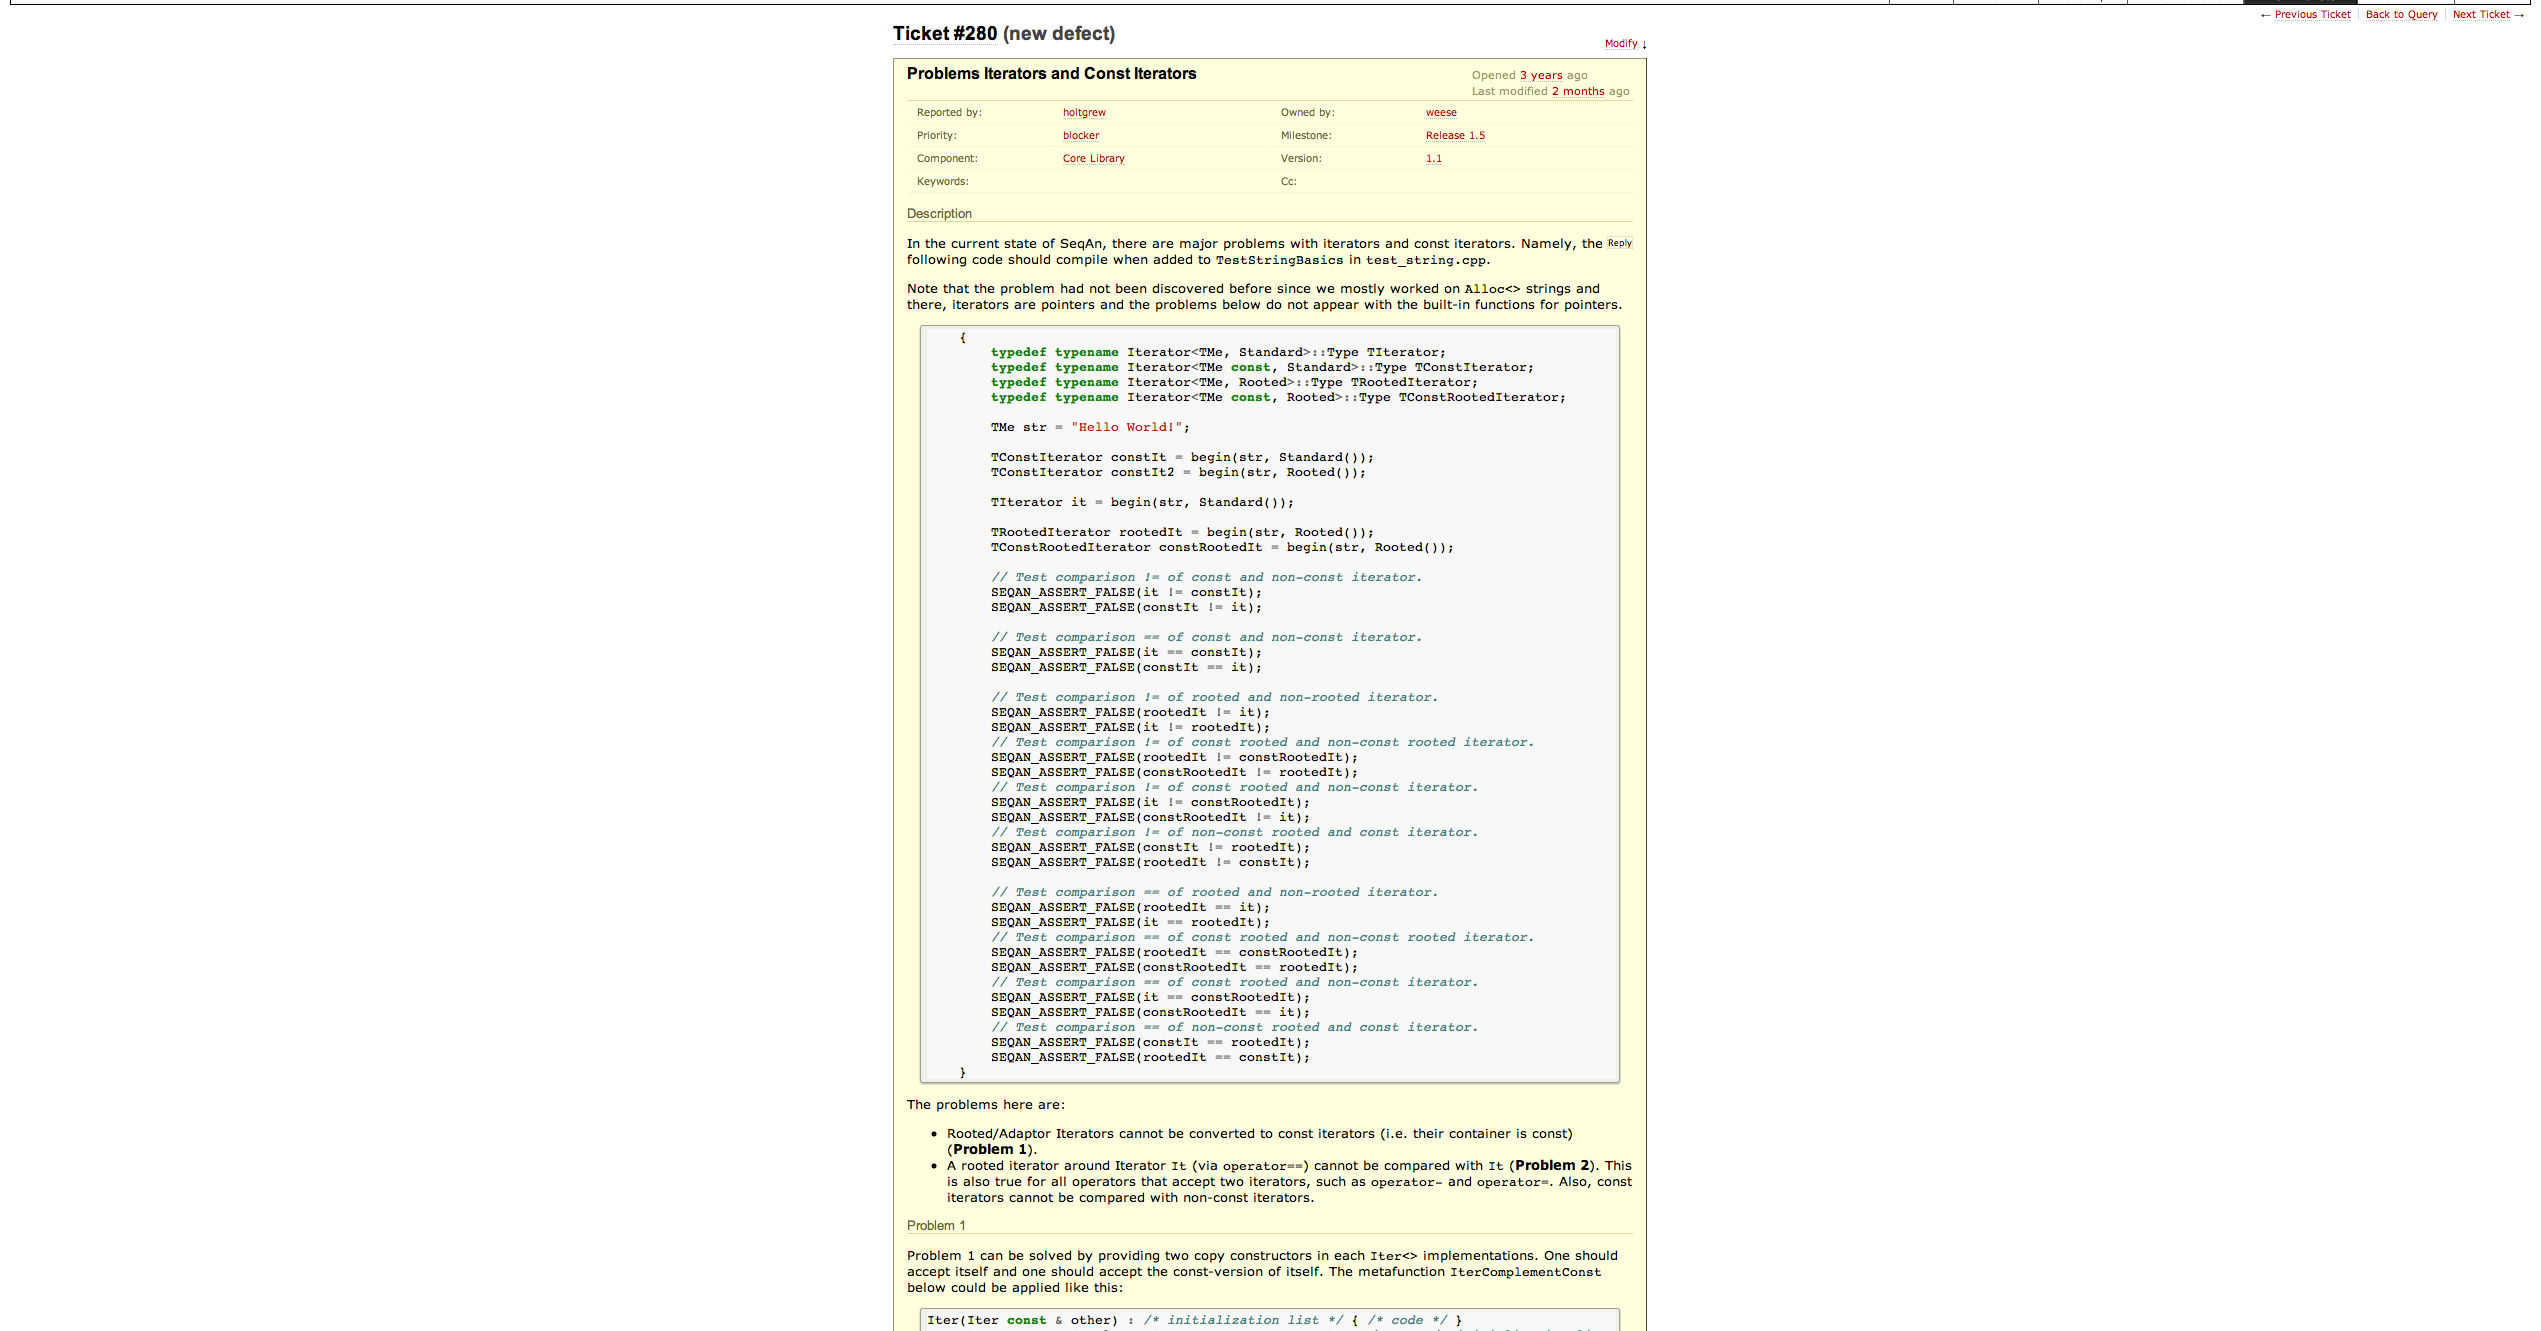 ← Previous Ticket | Back to Query | Next Ticket →
Ticket #280 (new defect)
Modify ↓
Problems Iterators and Const Iterators
Opened 3 years ago
Last modified 2 months ago
Reported by: holtgrew Owned by: weese
Priority: blocker Milestone: Release 1.5
Component: Core Library Version: 1.1
Keywords: Cc:
Description
In the current state of SeqAn, there are major problems with iterators and const iterators. Namely, the Reply
following code should compile when added to TestStringBasics in test_string.cpp.
Note that the problem had not been discovered before since we mostly worked on Alloc<> strings and
there, iterators are pointers and the problems below do not appear with the built-in functions for pointers.
{
typedef typename Iterator<TMe, Standard>::Type TIterator;
typedef typename Iterator<TMe const, Standard>::Type TConstIterator;
typedef typename Iterator<TMe, Rooted>::Type TRootedIterator;
typedef typename Iterator<TMe const, Rooted>::Type TConstRootedIterator;
TMe str = "Hello World!";
TConstIterator constIt = begin(str, Standard());
TConstIterator constIt2 = begin(str, Rooted());
TIterator it = begin(str, Standard());
TRootedIterator rootedIt = begin(str, Rooted());
TConstRootedIterator constRootedIt = begin(str, Rooted());
// Test comparison != of const and non-const iterator.
SEQAN_ASSERT_FALSE(it != constIt);
SEQAN_ASSERT_FALSE(constIt != it);
// Test comparison == of const and non-const iterator.
SEQAN_ASSERT_FALSE(it == constIt);
SEQAN_ASSERT_FALSE(constIt == it);
// Test comparison != of rooted and non-rooted iterator.
SEQAN_ASSERT_FALSE(rootedIt != it);
SEQAN_ASSERT_FALSE(it != rootedIt);
// Test comparison != of const rooted and non-const rooted iterator.
SEQAN_ASSERT_FALSE(rootedIt != constRootedIt);
SEQAN_ASSERT_FALSE(constRootedIt != rootedIt);
// Test comparison != of const rooted and non-const iterator.
SEQAN_ASSERT_FALSE(it != constRootedIt);
SEQAN_ASSERT_FALSE(constRootedIt != it);
// Test comparison != of non-const rooted and const iterator.
SEQAN_ASSERT_FALSE(constIt != rootedIt);
SEQAN_ASSERT_FALSE(rootedIt != constIt);
// Test comparison == of rooted and non-rooted iterator.
SEQAN_ASSERT_FALSE(rootedIt == it);
SEQAN_ASSERT_FALSE(it == rootedIt);
// Test comparison == of const rooted and non-const rooted iterator.
SEQAN_ASSERT_FALSE(rootedIt == constRootedIt);
SEQAN_ASSERT_FALSE(constRootedIt == rootedIt);
// Test comparison == of const rooted and non-const iterator.
SEQAN_ASSERT_FALSE(it == constRootedIt);
SEQAN_ASSERT_FALSE(constRootedIt == it);
// Test comparison == of non-const rooted and const iterator.
SEQAN_ASSERT_FALSE(constIt == rootedIt);
SEQAN_ASSERT_FALSE(rootedIt == constIt);
}
The problems here are:
• Rooted/Adaptor Iterators cannot be converted to const iterators (i.e. their container is const)
(Problem 1).
• A rooted iterator around Iterator It (via operator==) cannot be compared with It (Problem 2). This
is also true for all operators that accept two iterators, such as operator- and operator=. Also, const
iterators cannot be compared with non-const iterators.
Problem 1
Problem 1 can be solved by providing two copy constructors in each Iter<> implementations. One should
accept itself and one should accept the const-version of itself. The metafunction IterComplementConst
below could be applied like this:
Iter(Iter const & other) : /* initialization list */ { /* code */ }